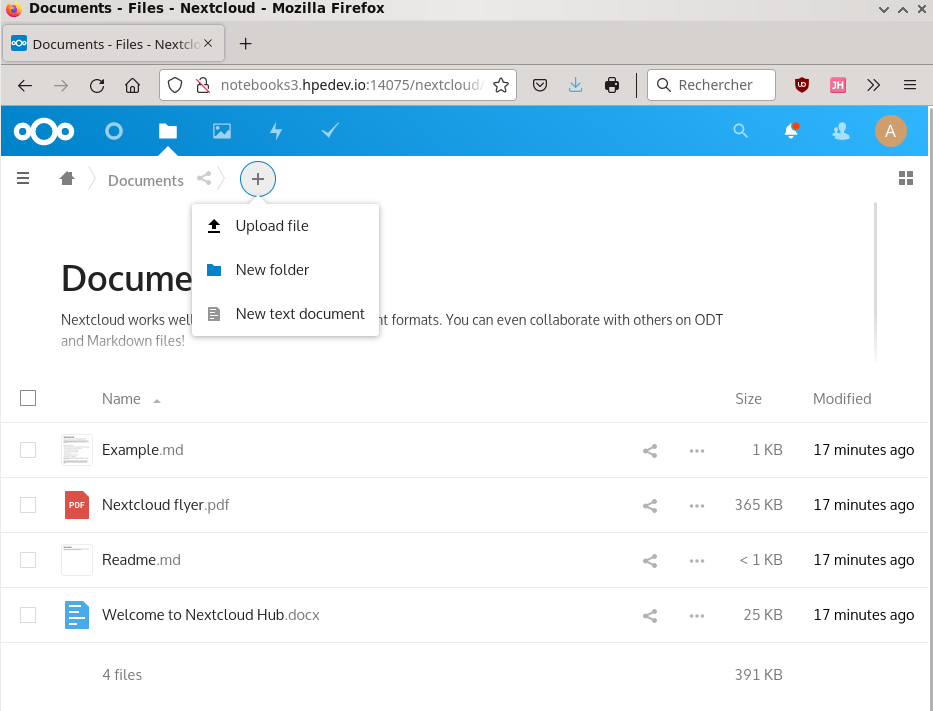 Documents - Files - Nextcloud - Mozilla Firefox
Documents - Files - Nextclo
notebooks3.hpedev.io:14075/nextcloud/
Rechercher
UD
JH
A
Documents
Upload file
New folder
New text document
Docume
Nextcloud works wel
t formats. You can even collaborate with others on ODT
and Markdown files!
Name
Size
Modified
Example.md
1 KB
17 minutes ago
PDF
Nextcloud flyer.pdf
365 KB
17 minutes ago
Readme.md
< 1 KB
17 minutes ago
Welcome to Nextcloud Hub.docx
25 KB
17 minutes ago
4 files
391 KB